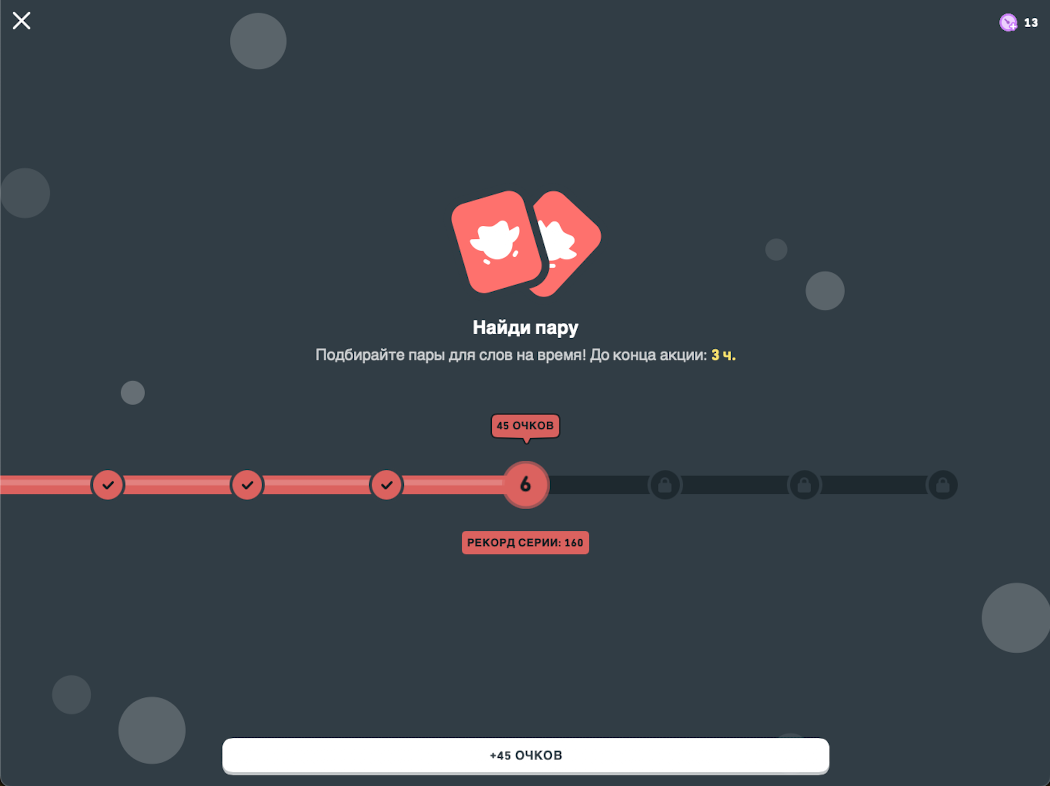 13
Найди пару
Подбирайте пары для слов на время! До конца акции: 3 ч.
45 ОЧКОВ
6
РЕКОРД СЕРИИ: 160
+45 ОЧКОВ